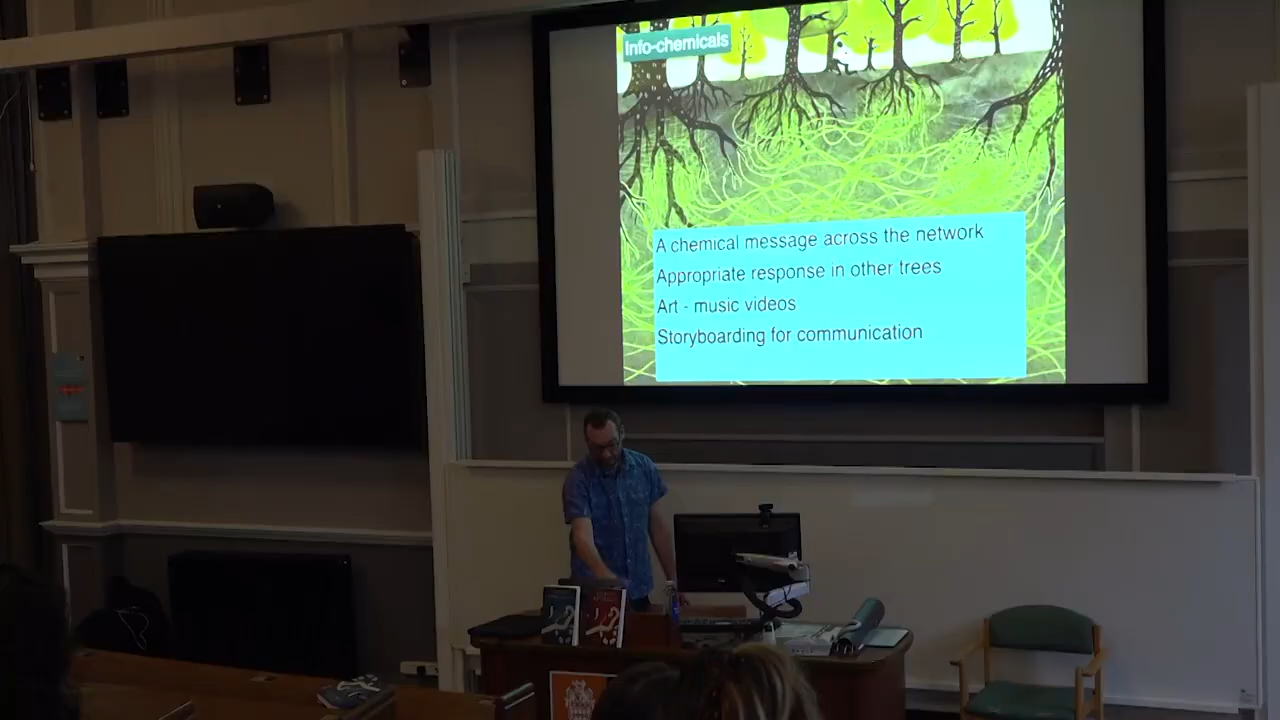 Info-chemicals
A chemical message across the network
Appropriate response in other trees
Art - music videos
Storyboarding for communication